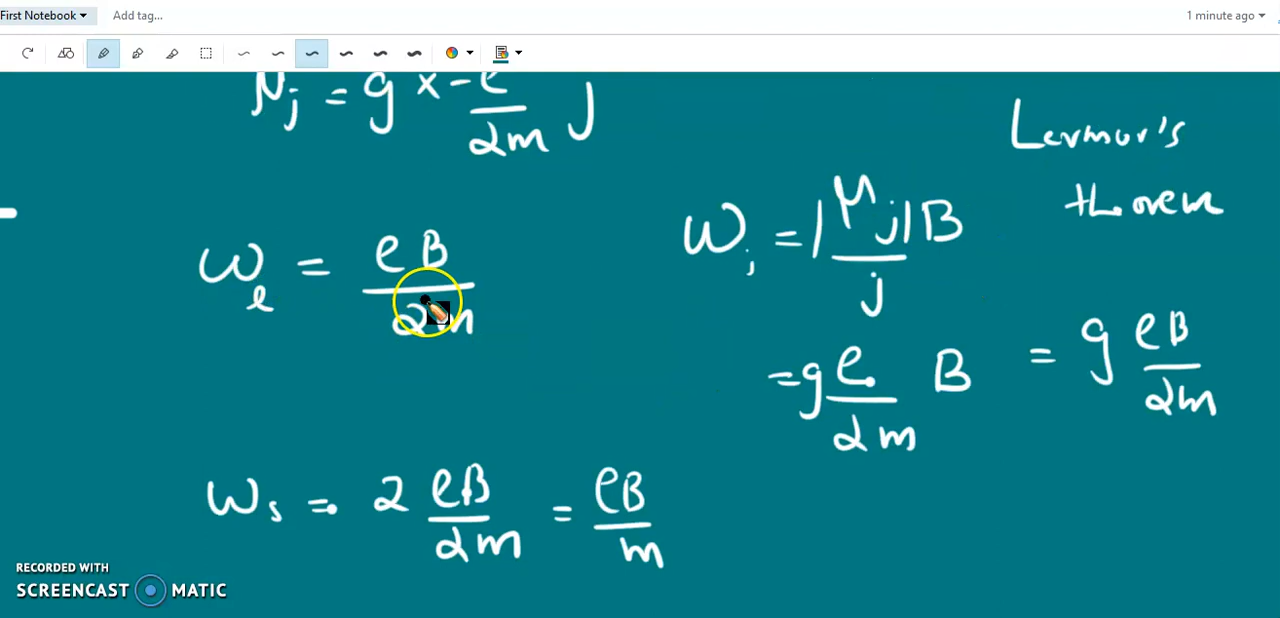 First Notebook
Add tag...
1 minute ago
μj = g x -e/2m J
Larmor's
theorem
ωl = eB/2m
ωj = |μj|B/j
= g e/2m B = g eB/2m
ωs = 2 eB/2m = eB/m
RECORDED WITH
SCREENCAST MATIC